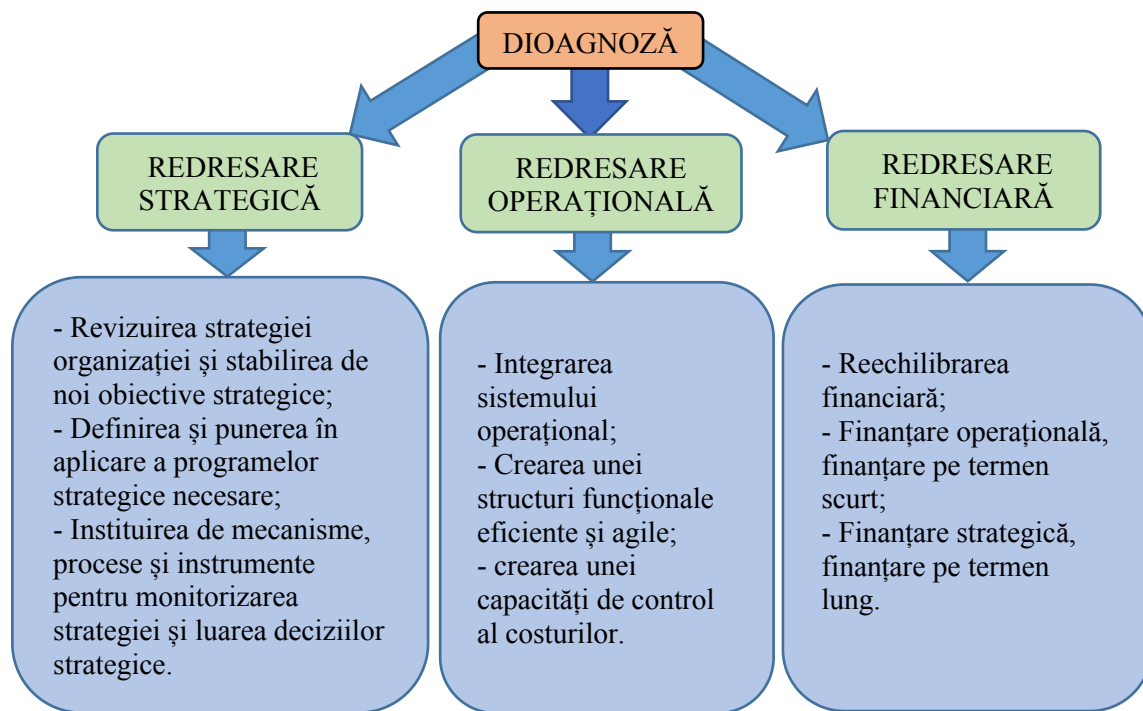 DIOAGNOZĂ
REDRESARE
STRATEGICĂ
REDRESARE
OPERAȚIONALĂ
REDRESARE
FINANCIARĂ
- Revizuirea strategiei
organizației și stabilirea de
noi obiective strategice;
- Definirea și punerea în
aplicare a programelor
strategice necesare;
- Instituirea de mecanisme,
procese și instrumente
pentru monitorizarea
strategiei și luarea deciziilor
strategice.
- Integrarea
sistemului
operațional;
- Crearea unei
structuri funcționale
eficiente și agile;
- crearea unei
capacități de control
al costurilor.
- Reechilibrarea
financiară;
- Finanțare operațională,
finanțare pe termen
scurt;
- Finanțare strategică,
finanțare pe termen
lung.